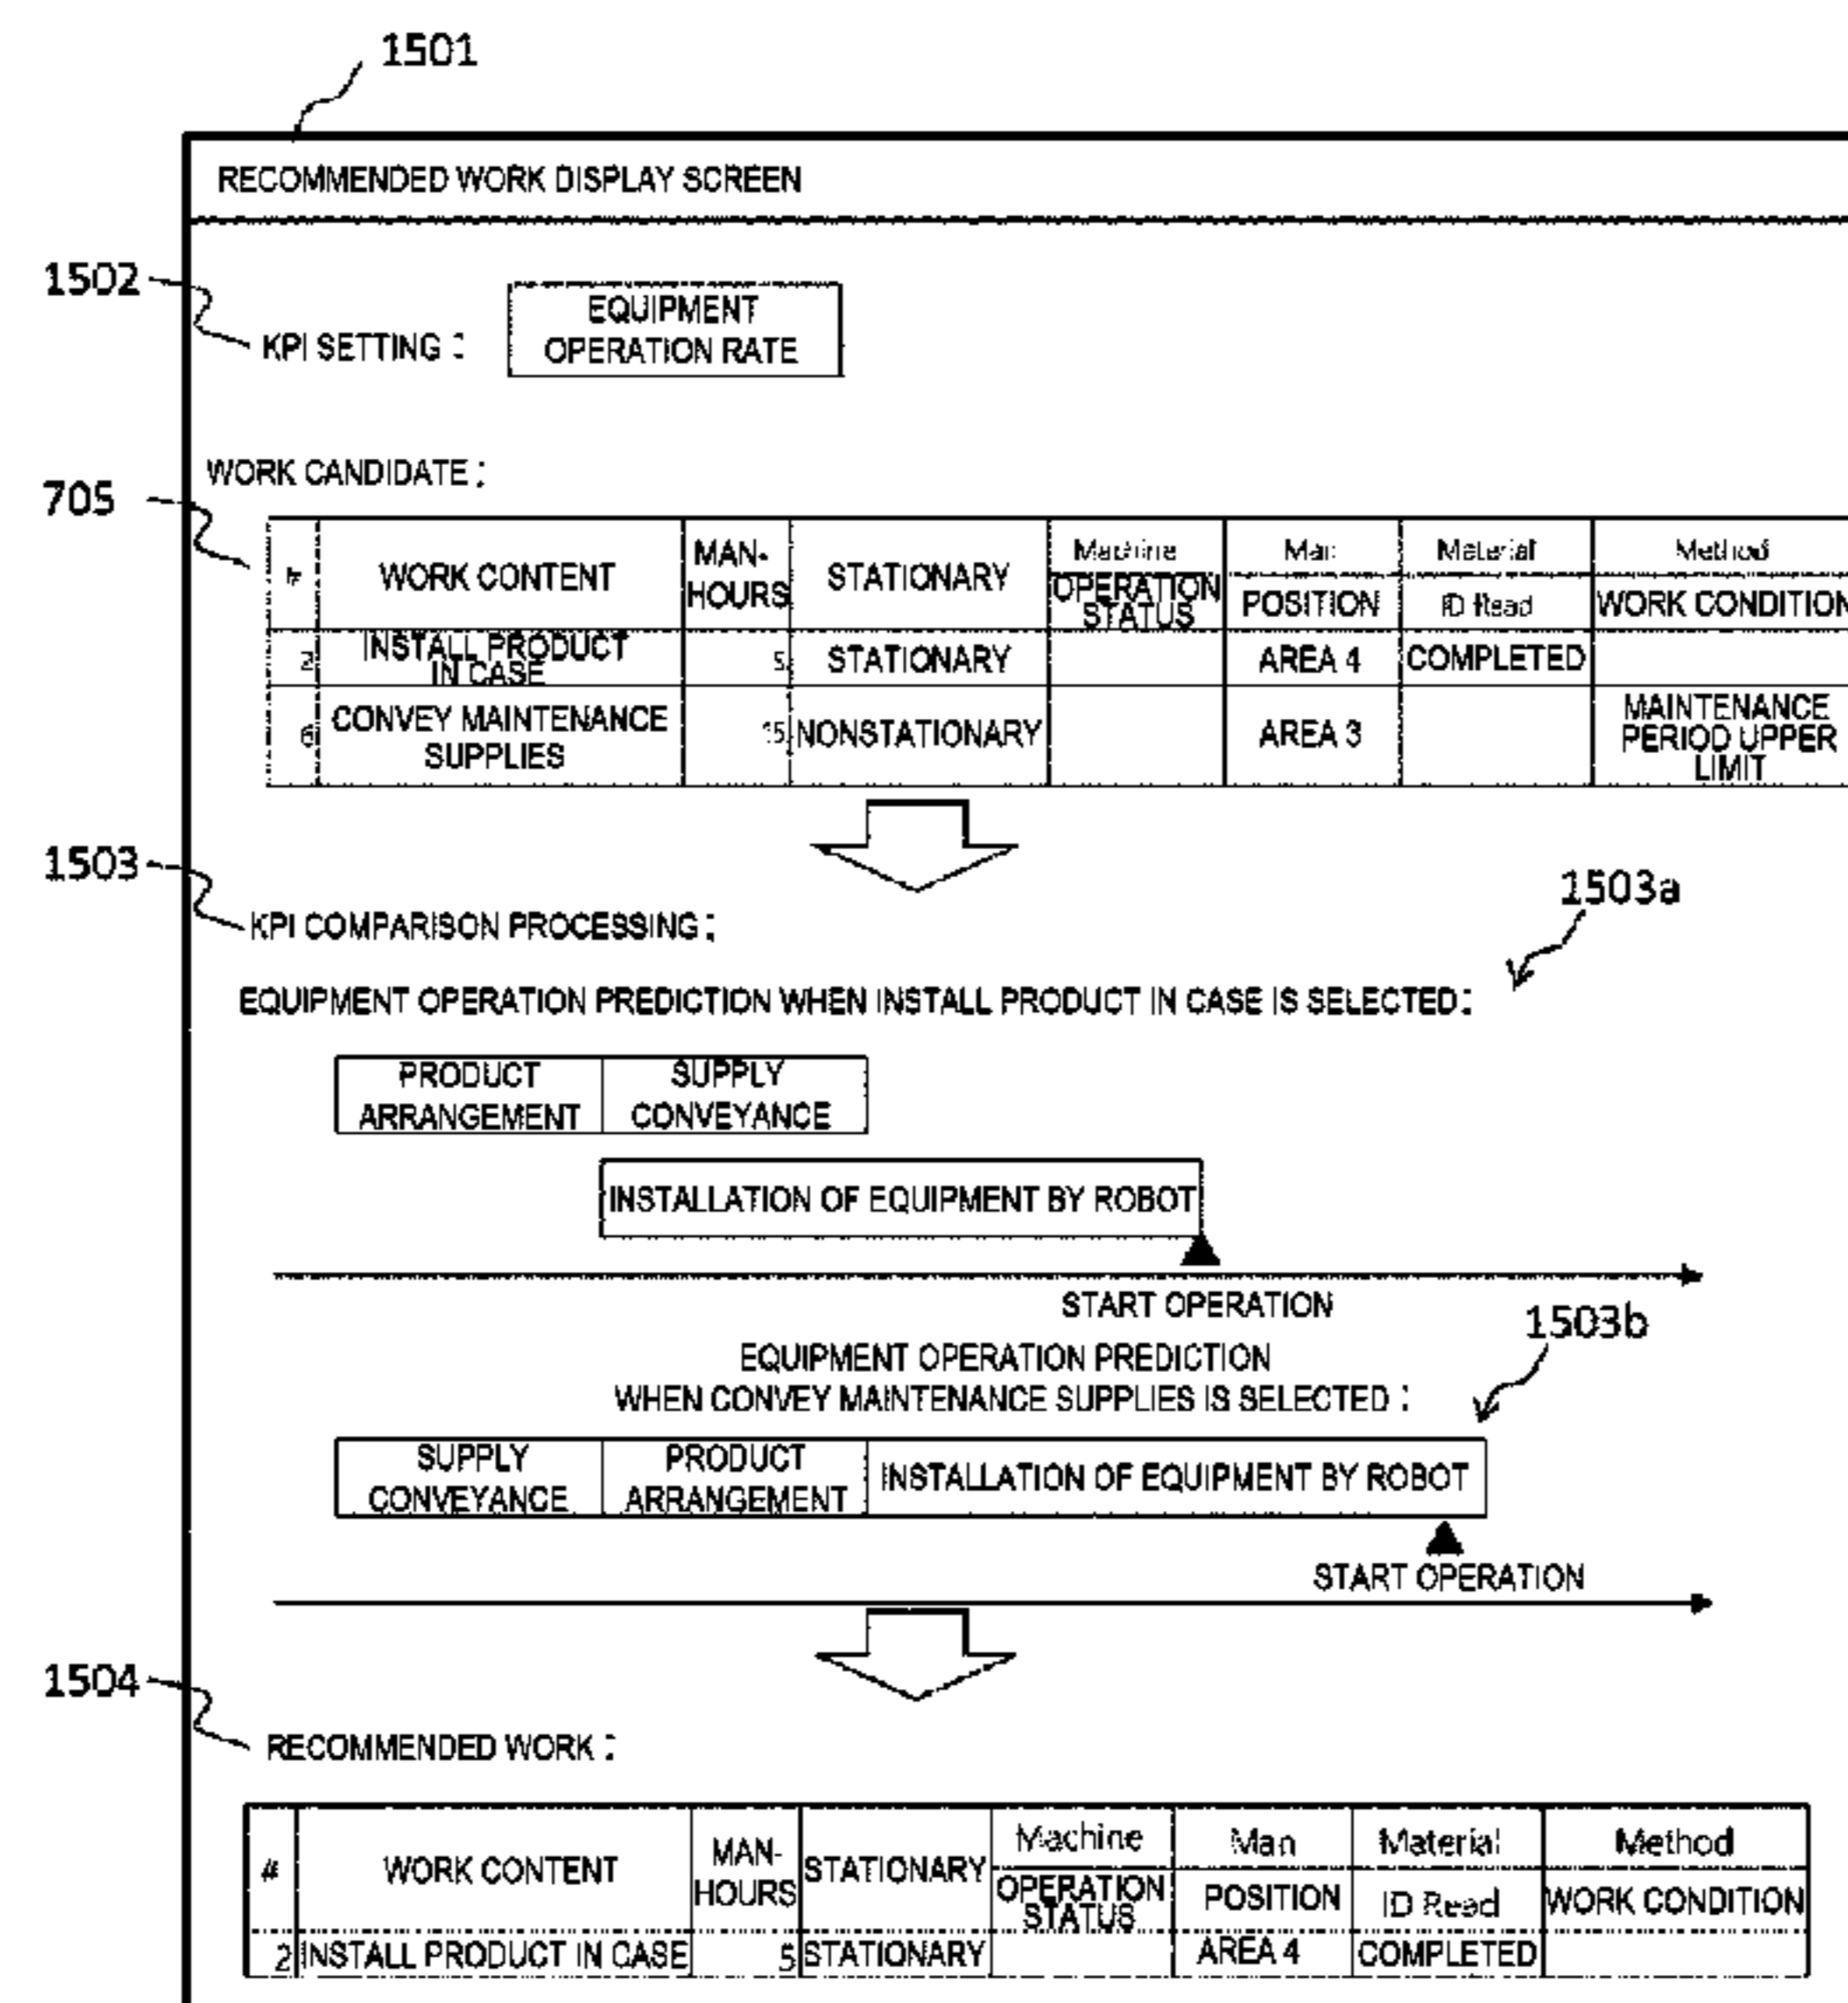 1501
RECOMMENDED WORK DISPLAY SCREEN
1502
KPI SETTING :
EQUIPMENT
OPERATION RATE
WORK CANDIDATE :
705
# WORK CONTENT MAN-HOURS STATIONARY Machine OPERATION STATUS Man POSITION Material ID Read Method WORK CONDITION
2 INSTALL PRODUCT IN CASE 5 STATIONARY AREA 4 COMPLETED
6 CONVEY MAINTENANCE SUPPLIES 15 NONSTATIONARY AREA 3 MAINTENANCE PERIOD UPPER LIMIT
1503
KPI COMPARISON PROCESSING :
1503a
EQUIPMENT OPERATION PREDICTION WHEN INSTALL PRODUCT IN CASE IS SELECTED :
PRODUCT ARRANGEMENT
SUPPLY CONVEYANCE
INSTALLATION OF EQUIPMENT BY ROBOT
START OPERATION
1503b
EQUIPMENT OPERATION PREDICTION
WHEN CONVEY MAINTENANCE SUPPLIES IS SELECTED :
SUPPLY CONVEYANCE
PRODUCT ARRANGEMENT
INSTALLATION OF EQUIPMENT BY ROBOT
START OPERATION
1504
RECOMMENDED WORK :
# WORK CONTENT MAN-HOURS STATIONARY Machine OPERATION STATUS Man POSITION Material ID Read Method WORK CONDITION
2 INSTALL PRODUCT IN CASE 5 STATIONARY AREA 4 COMPLETED